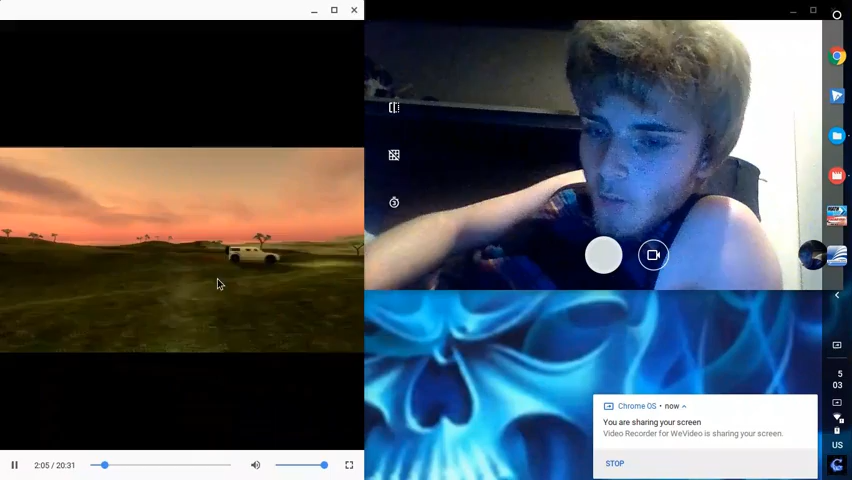 3
Chrome OS • now
You are sharing your screen
Video Recorder for WeVideo is sharing your screen.
STOP
2:05 / 20:31
5
03
US